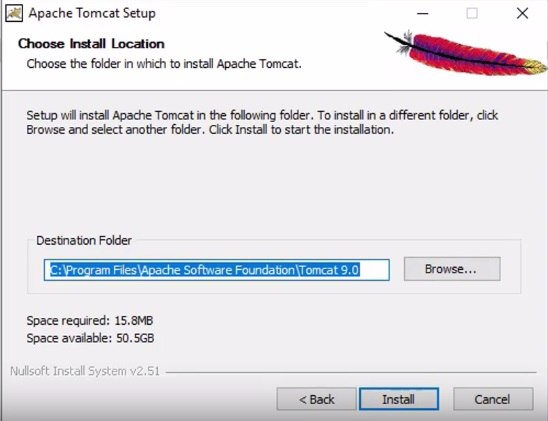 Apache Tomcat Setup
Choose Install Location
Choose the folder in which to install Apache Tomcat.
Setup will install Apache Tomcat in the following folder. To install in a different folder, click
Browse and select another folder. Click Install to start the installation.
Destination Folder
C:\Program Files\Apache Software Foundation\Tomcat 9.0
Browse...
Space required: 15.8MB
Space available: 50.5GB
Nullsoft Install System v2.51
< Back
Install
Cancel